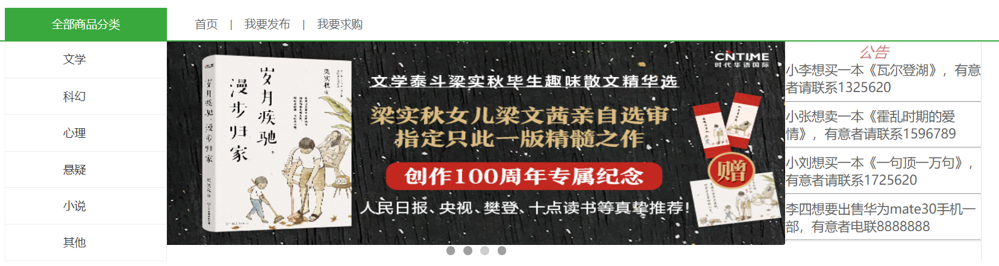 全部商品分类
首页 | 我要发布 | 我要求购
文学
科幻
心理
悬疑
小说
其他
岁月疾驰,
漫步归家
梁实秋
岁月疾驰 漫步归家
CNTIME
时代华语国际
文学泰斗梁实秋毕生趣味散文精华选
梁实秋女儿梁文茜亲自选审
指定只此一版精髓之作
创作100周年专属纪念
人民日报、央视、樊登、十点读书等真挚推荐!
赠
公告
小李想买一本《瓦尔登湖》，有意
者请联系1325620
小张想卖一本《霍乱时期的爱
情》，有意者请联系1596789
小刘想买一本《一句顶一万句》，
有意者请联系1725620
李四想要出售华为mate30手机一
部，有意者电联8888888